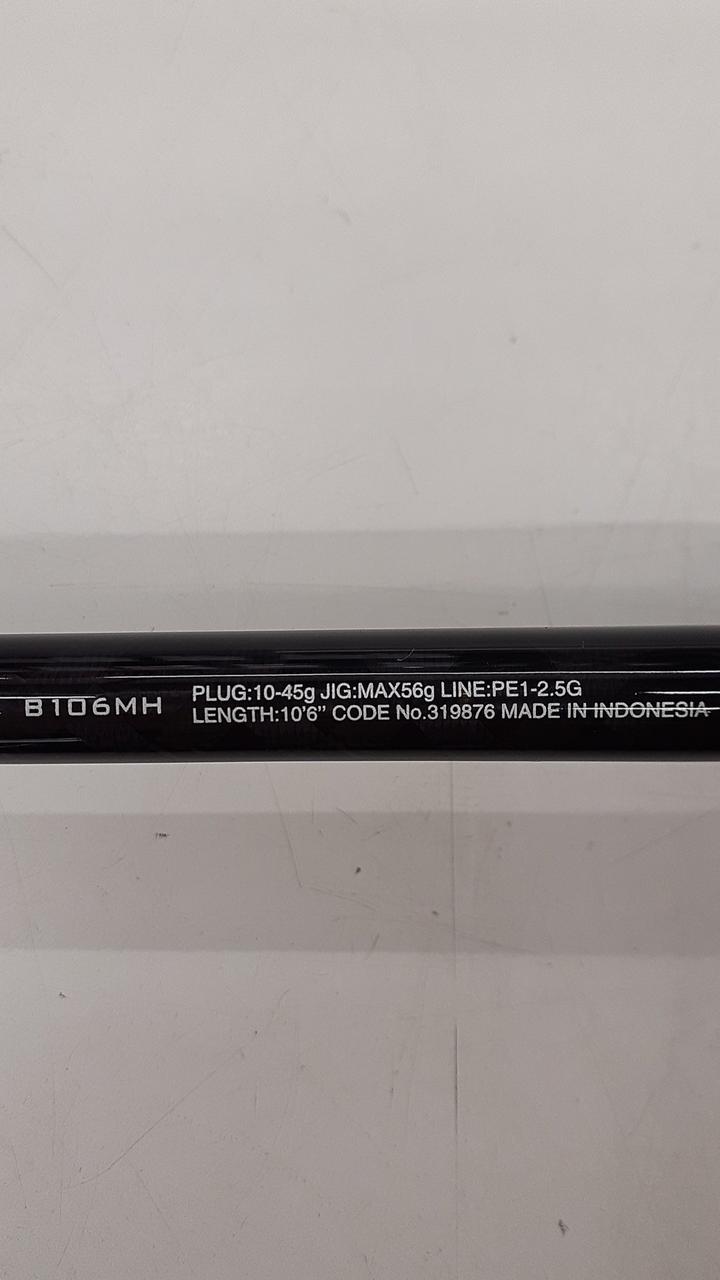 B106MH
PLUG:10-45g JIG:MAX56g LINE:PE1-2.5G
LENGTH:10'6" CODE No.319876 MADE IN INDONESIA